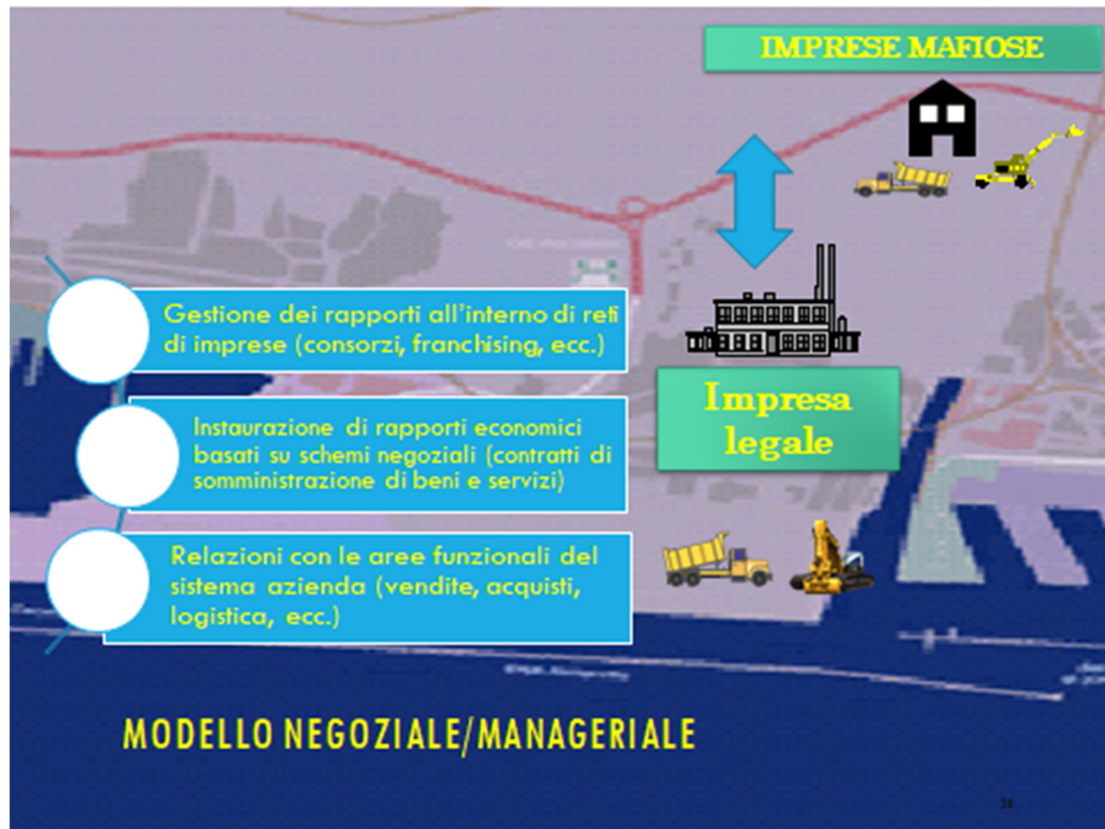 IMPRESE MAFIOSE
Gestione dei rapporti all'interno di reti
di imprese (consorzi, franchising, ecc.)
Impresa
legale
Instaurazione di rapporti economici
basati su schemi negoziali (contratti di
somministrazione di beni e servizi)
Relazioni con le aree funzionali del
sistema azienda (vendite, acquisti,
logistica, ecc.)
MODELLO NEGOZIALE/MANAGERIALE